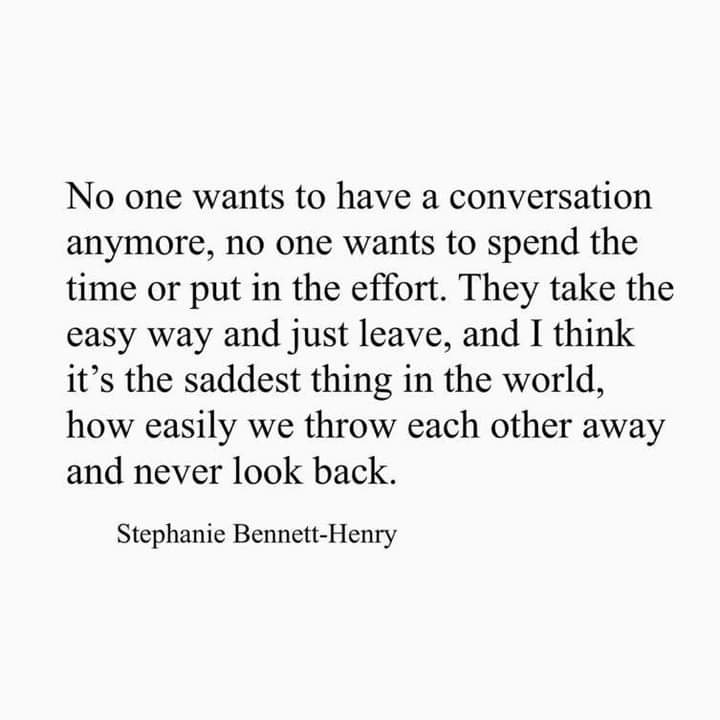 No one wants to have a conversation
anymore, no one wants to spend the
time or put in the effort. They take the
easy way and just leave, and I think
it’s the saddest thing in the world,
how easily we throw each other away
and never look back.
Stephanie Bennett-Henry